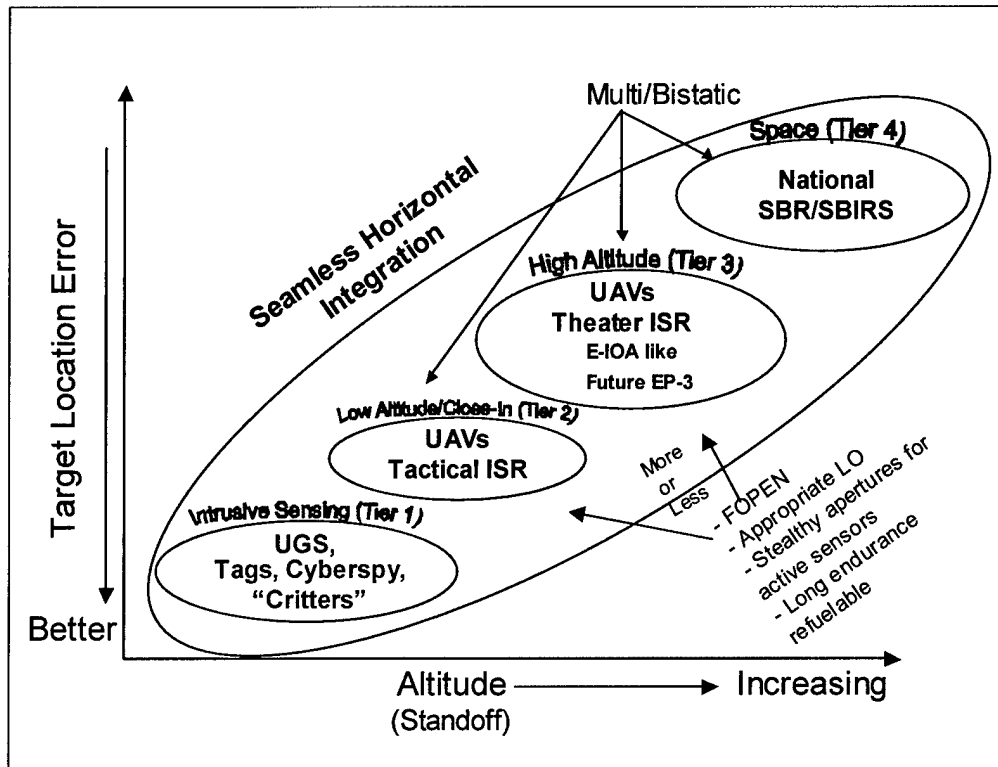 Multi/Bistatic
Space (Tier 4)
National
SBR/SBIRS
Seamless Horizontal
Integration
High Altitude (Tier 3)
UAVs
Theater ISR
E-IOA like
Future EP-3
Low Altitude/Close-In (Tier 2)
UAVs
Tactical ISR
More
or
Less
- FOPEN
- Appropriate LO
- Stealthy apertures for
active sensors
- Long endurance
refuelable
Intrusive Sensing (Tier 1)
UGS,
Tags, Cyberspy,
“Critters”
Target Location Error
Better
Altitude
(Standoff)
Increasing